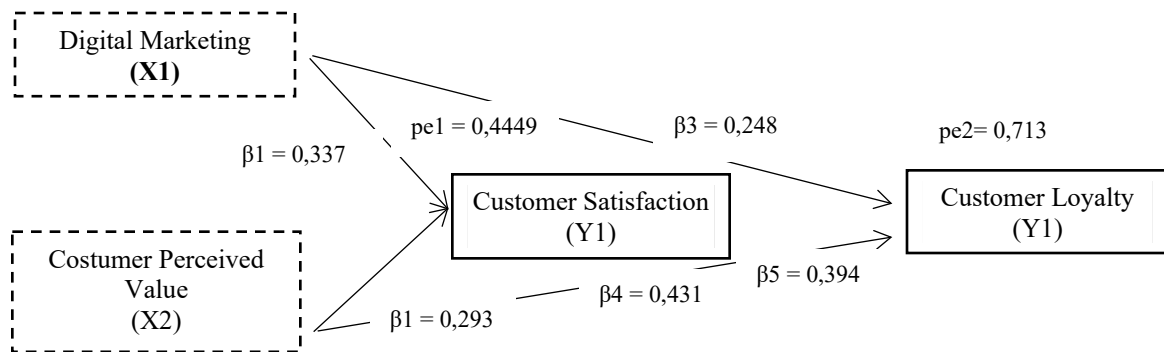 Digital Marketing
(X1)
pe1 = 0,4449
β3 = 0,248
pe2= 0,713
β1 = 0,337
Customer Satisfaction
(Y1)
Customer Loyalty
(Y1)
Costumer Perceived
Value
(X2)
β5 = 0,394
β4 = 0,431
β1 = 0,293